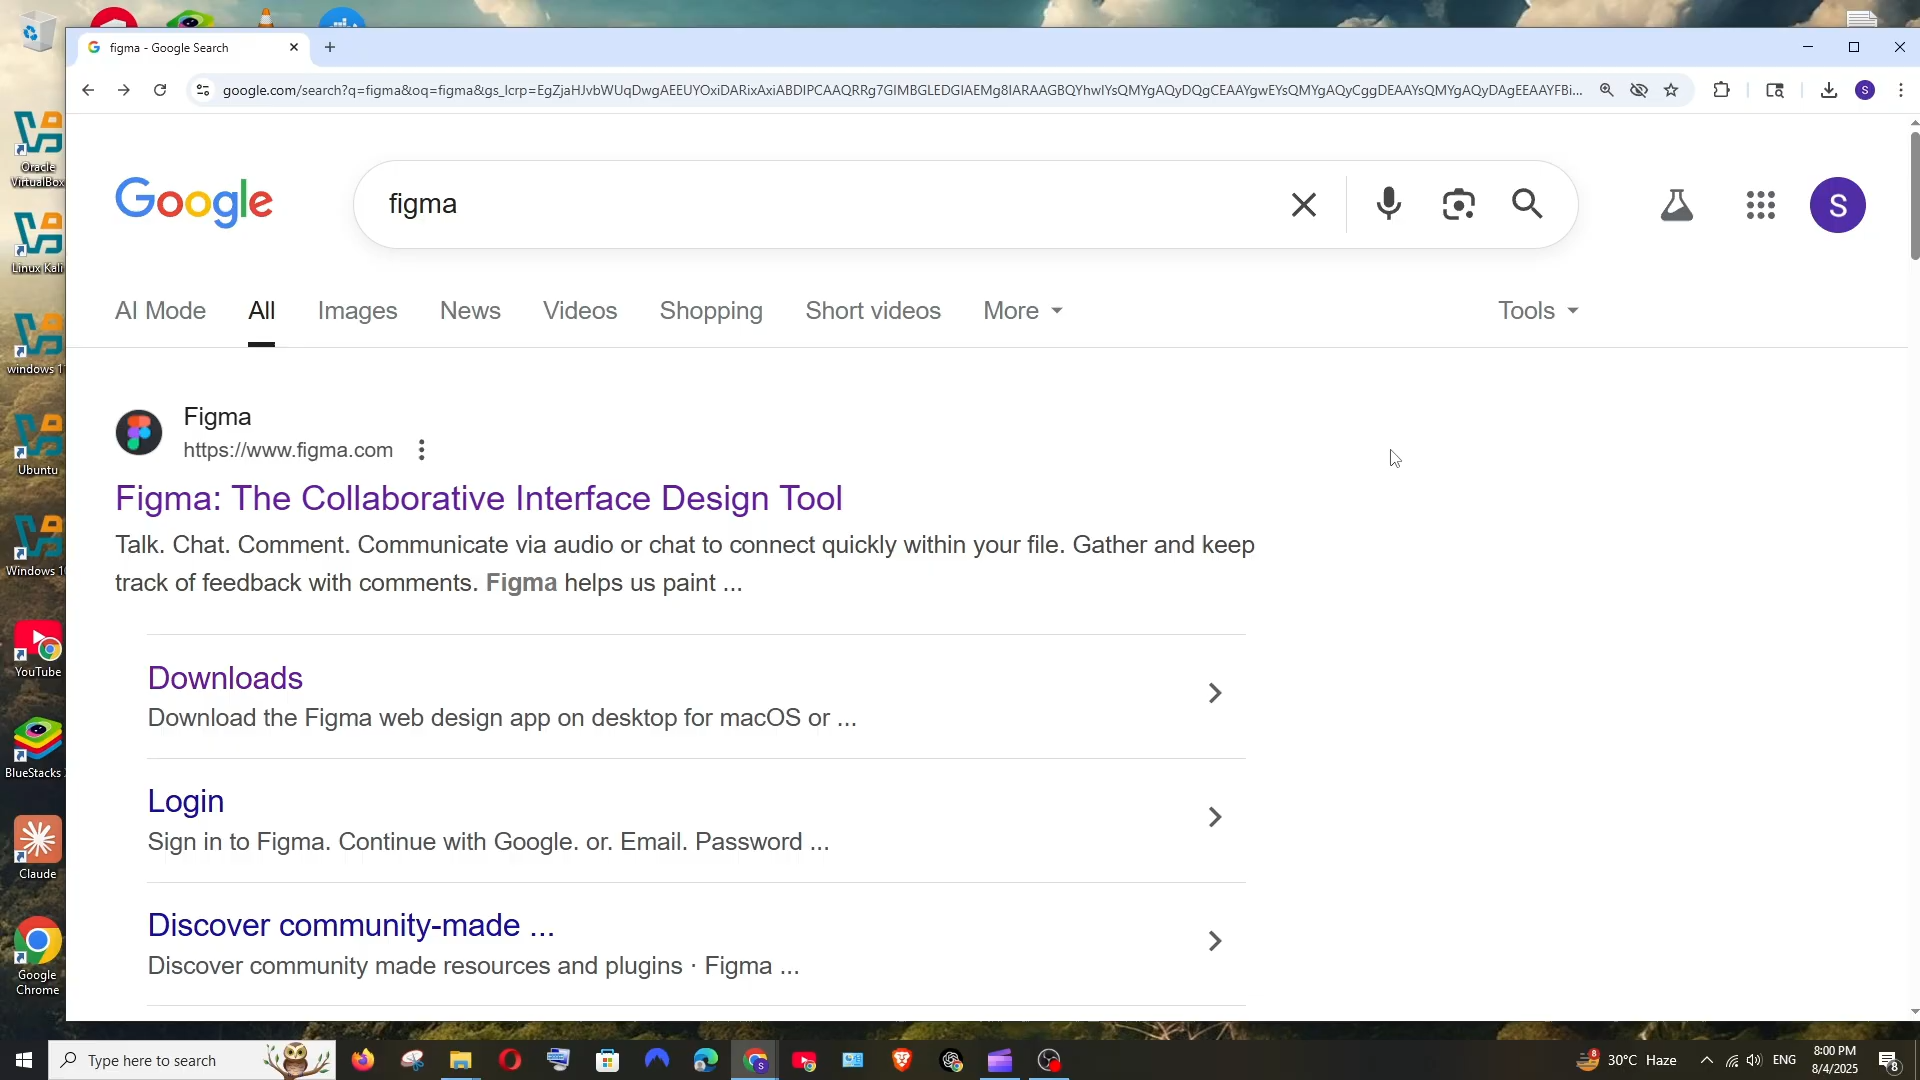 figma - Google Search
google.com/search?q=figma&oq=figma&gs_lcrp=EgZjaHJvbWUqDwgAEEUYOxiDARixAxiABDIPCAAQRRg7GIMBGLEDGIAEMg8IARAAGBQYhwIYsQMYgAQyDQgCEAAYgwEYsQMYgAQyCggDEAAYsQMYgAQyDAgEEAAYFBi...
Google
figma
S
AI Mode
All
Images
News
Videos
Shopping
Short videos
More
Tools
Figma
https://www.figma.com
Figma: The Collaborative Interface Design Tool
Talk. Chat. Comment. Communicate via audio or chat to connect quickly within your file. Gather and keep
track of feedback with comments. Figma helps us paint ...
Downloads
Download the Figma web design app on desktop for macOS or ...
Login
Sign in to Figma. Continue with Google. or. Email. Password ...
Discover community-made ...
Discover community made resources and plugins · Figma ...
Oracle
VirtualBox
Linux Kali
windows 1
Ubuntu
Windows 1
YouTube
BlueStacks
Claude
Google
Chrome
Type here to search
30°C Haze
ENG
8:00 PM
8/4/2025
8